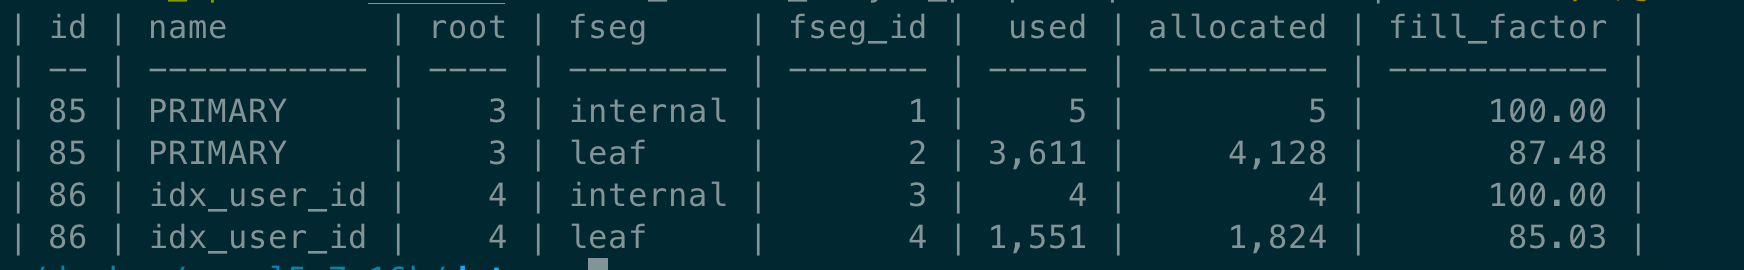 | id | name        | root | fseg     | fseg_id |  used | allocated | fill_factor |
| -- | ----------- | ---- | -------- | ------- | ----- | --------- | ----------- |
| 85 | PRIMARY     |    3 | internal |       1 |     5 |         5 |      100.00 |
| 85 | PRIMARY     |    3 | leaf     |       2 | 3,611 |     4,128 |       87.48 |
| 86 | idx_user_id |    4 | internal |       3 |     4 |         4 |      100.00 |
| 86 | idx_user_id |    4 | leaf     |       4 | 1,551 |     1,824 |       85.03 |